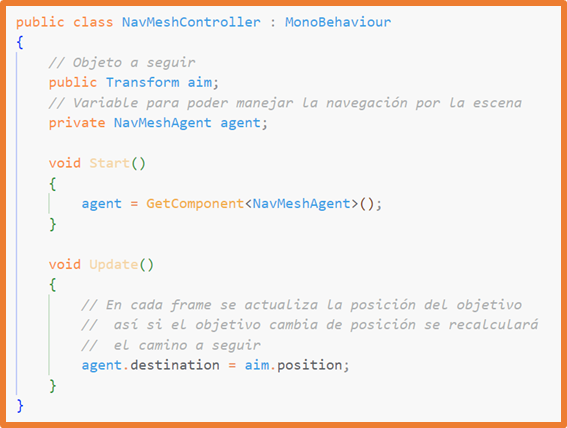 public class NavMeshController : MonoBehaviour
{
    // Objeto a seguir
    public Transform aim;
    // Variable para poder manejar la navegación por la escena
    private NavMeshAgent agent;

    void Start()
    {
        agent = GetComponent<NavMeshAgent>();
    }

    void Update()
    {
        // En cada frame se actualiza la posición del objetivo
        //  así si el objetivo cambia de posición se recalculará
        //  el camino a seguir
        agent.destination = aim.position;
    }
}